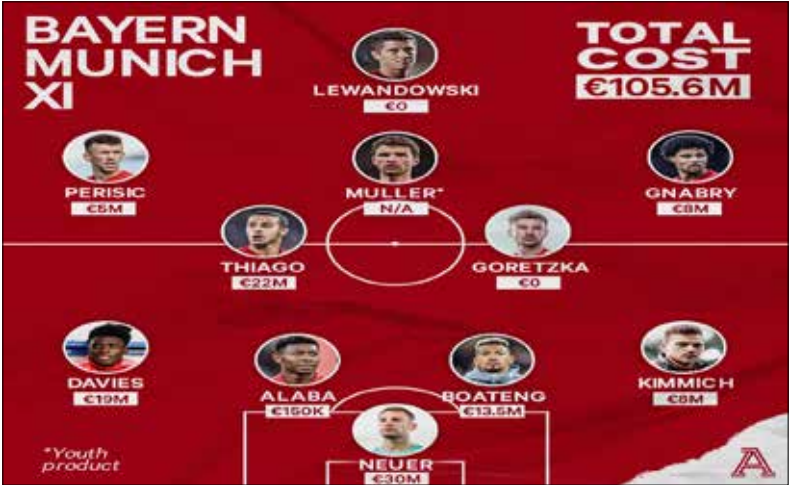 BAYERN
MUNICH
XI
TOTAL
COST
€105.6M
LEWANDOWSKI
€0
PERISIC
€5M
MULLER*
N/A
GNABRY
€8M
THIAGO
€22M
GORETZKA
€0
DAVIES
€19M
ALABA
€150K
BOATENG
€13.5M
KIMMICH
€8M
NEUER
€30M
*Youth
product
A